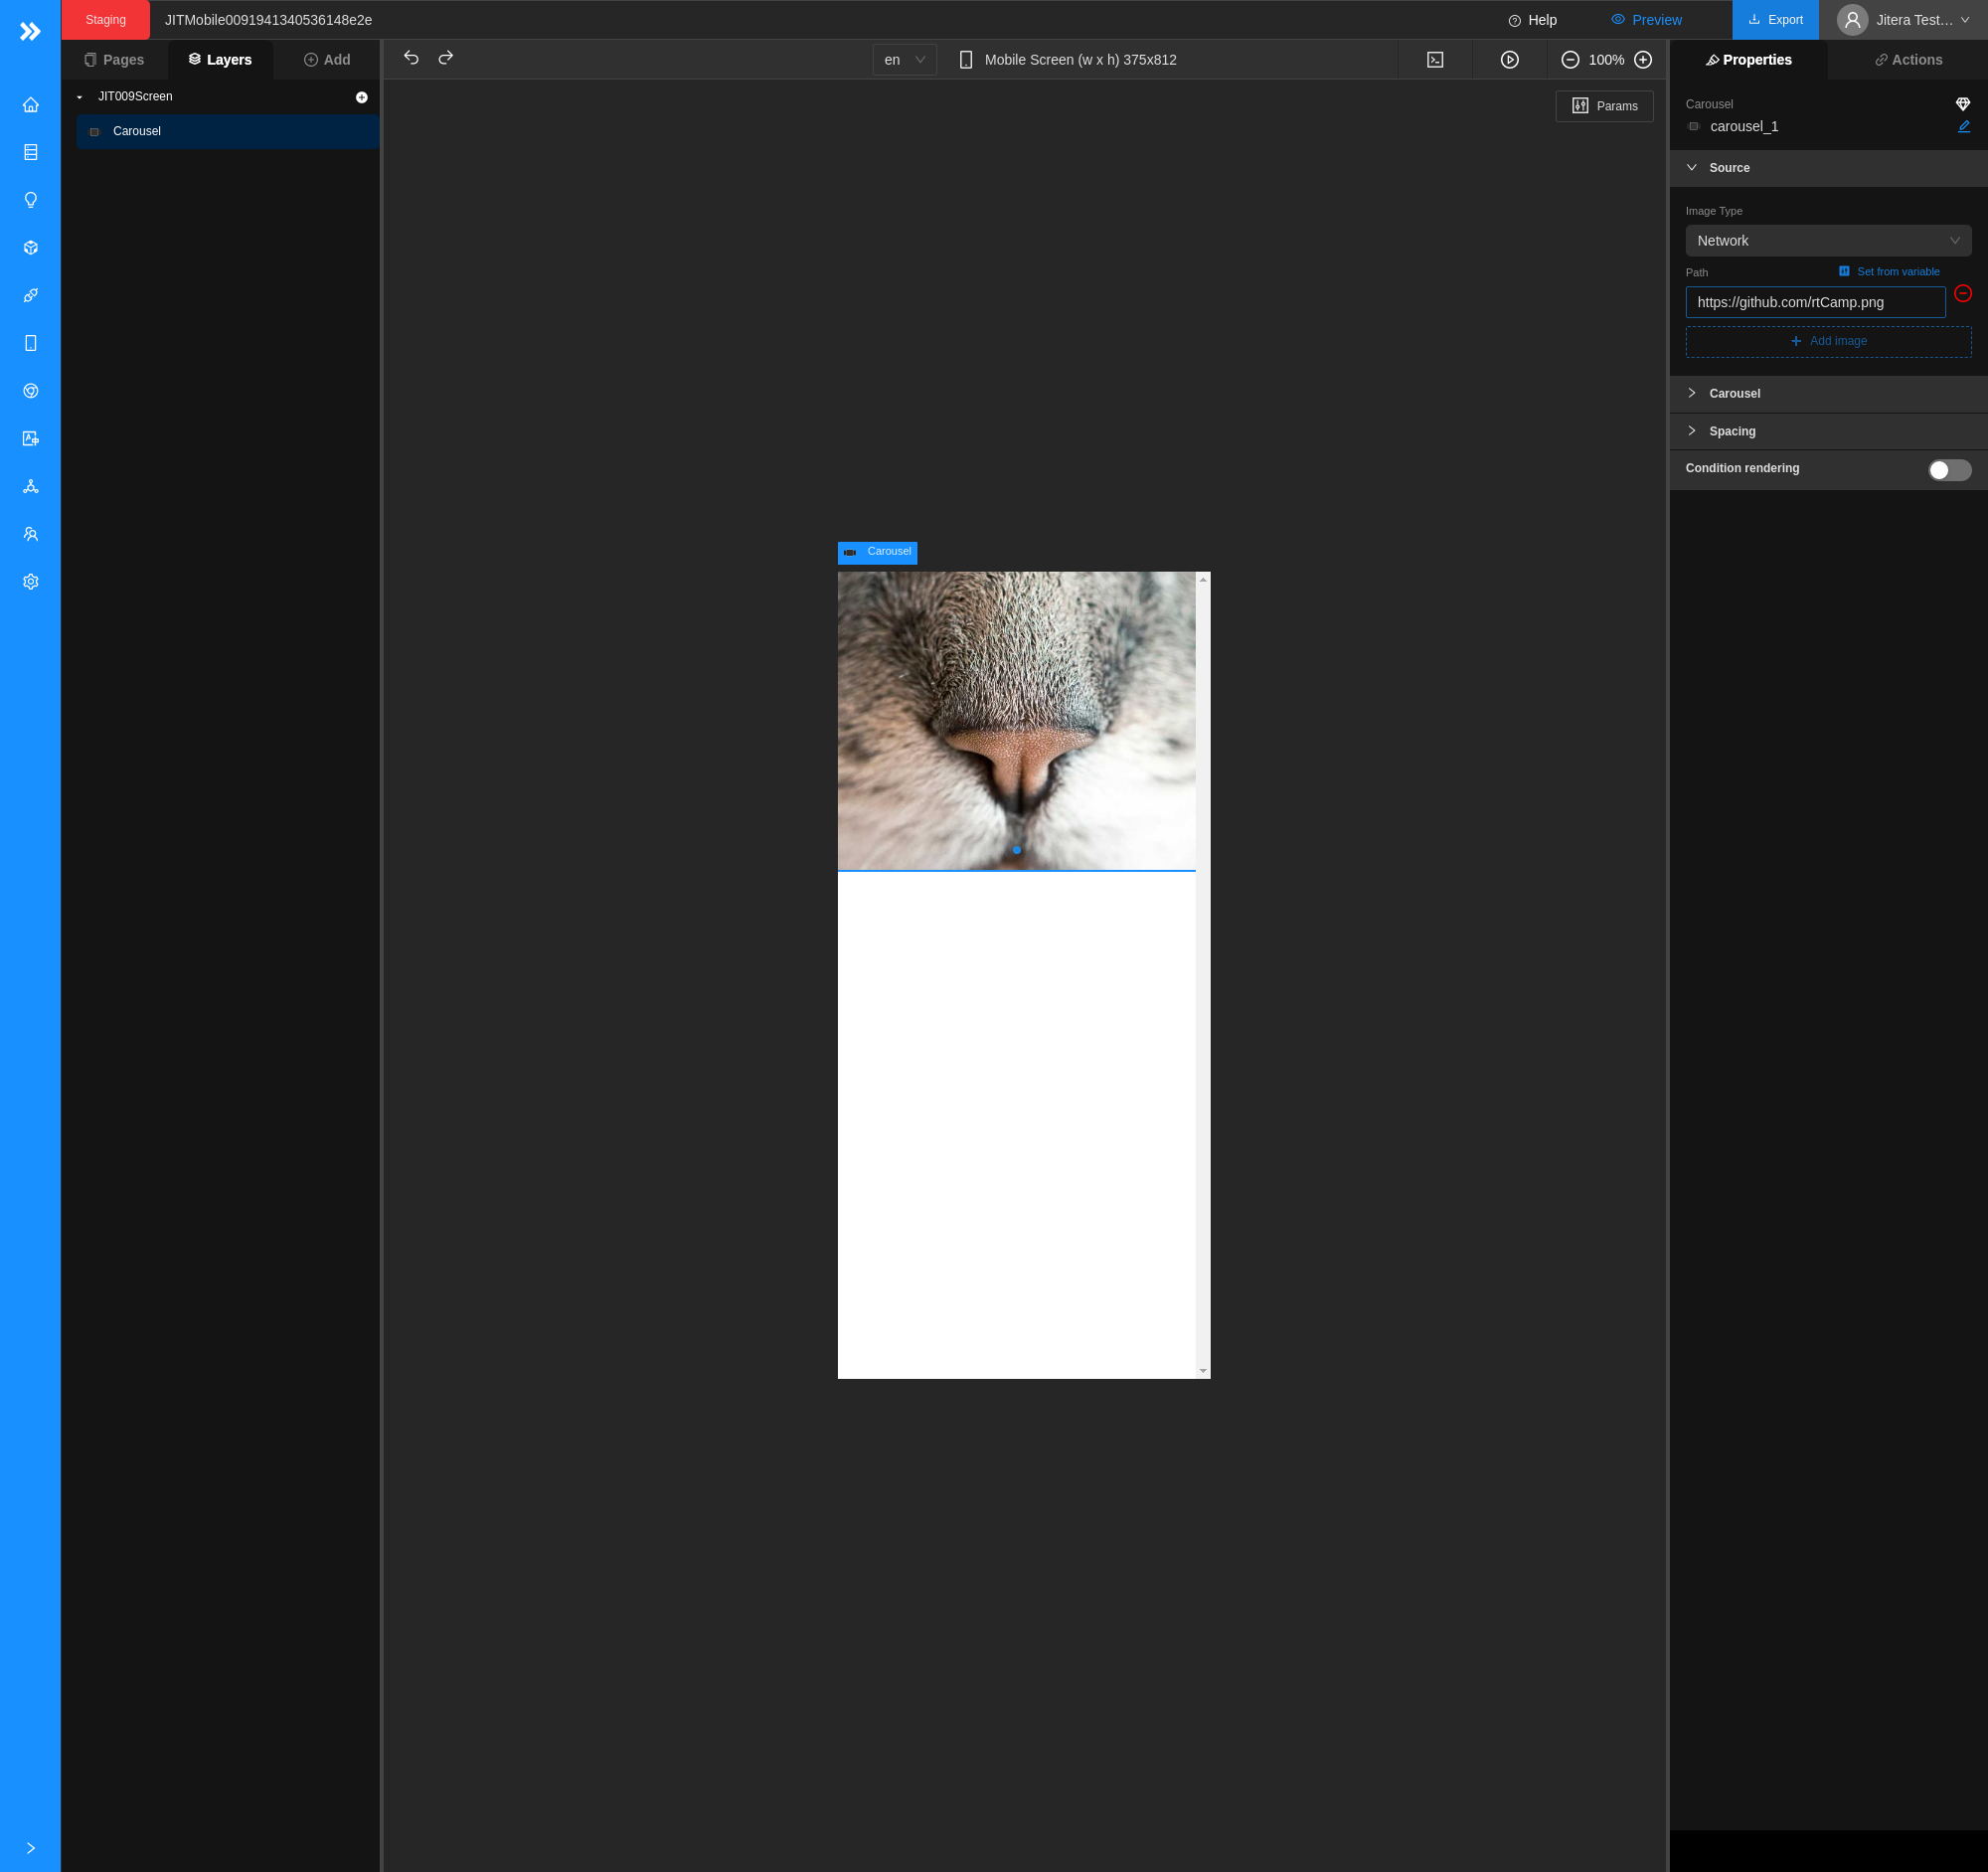 Staging
JITMobile0091941340536148e2e
Help
Preview
Export
Jitera Test…
Pages
Layers
Add
en
Mobile Screen (w x h) 375x812
100%
Properties
Actions
JIT009Screen
Carousel
Params
Carousel
carousel_1
Source
Image Type
Network
Path
Set from variable
https://github.com/rtCamp.png
Add image
Carousel
Spacing
Condition rendering
Carousel